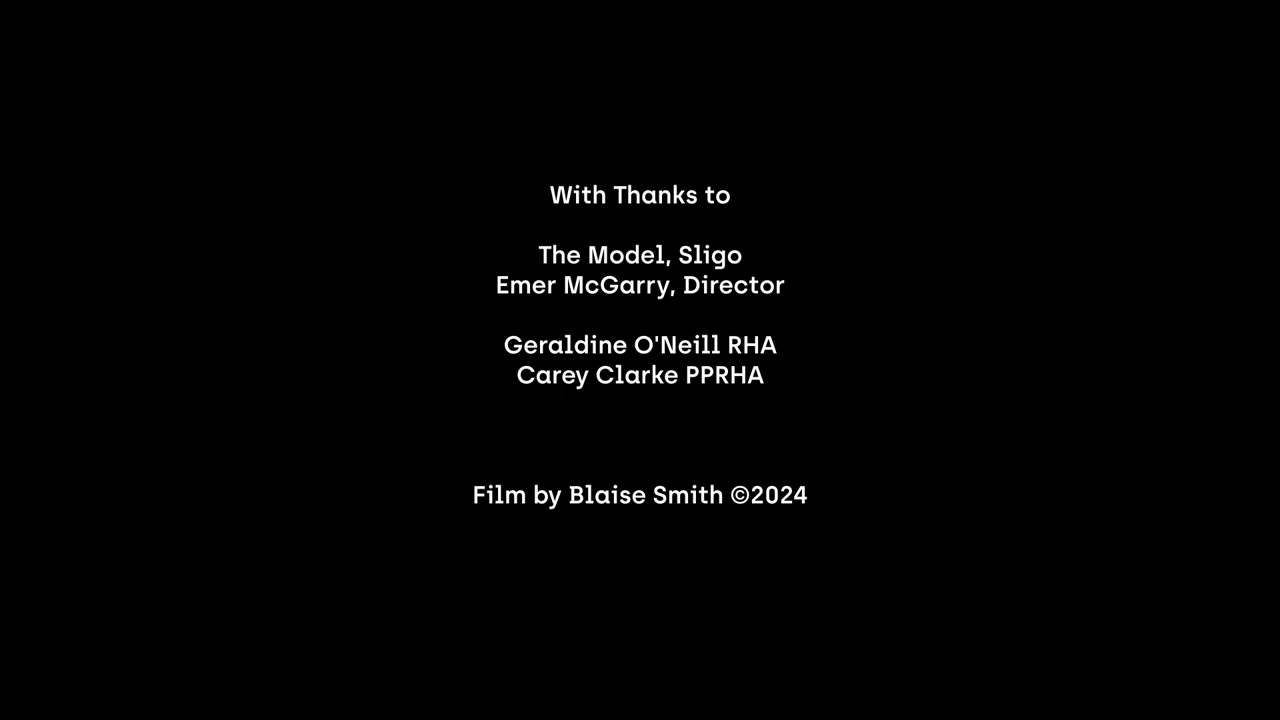 With Thanks to
The Model, Sligo
Emer McGarry, Director
Geraldine O'Neill RHA
Carey Clarke PPRHA
Film by Blaise Smith ©2024